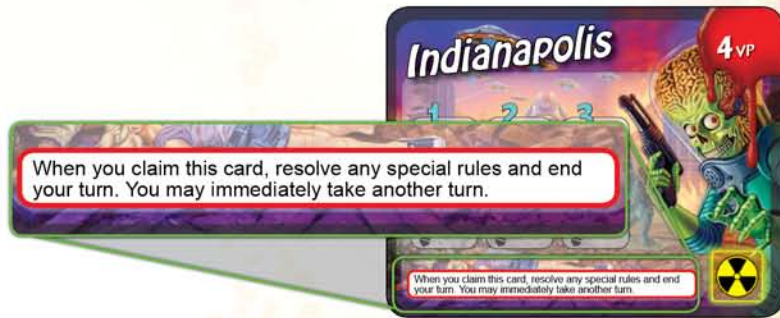 Indianapolis
4 VP
1 2 3
When you claim this card, resolve any special rules and end
your turn. You may immediately take another turn.
When you claim this card, resolve any special rules and end
your turn. You may immediately take another turn.